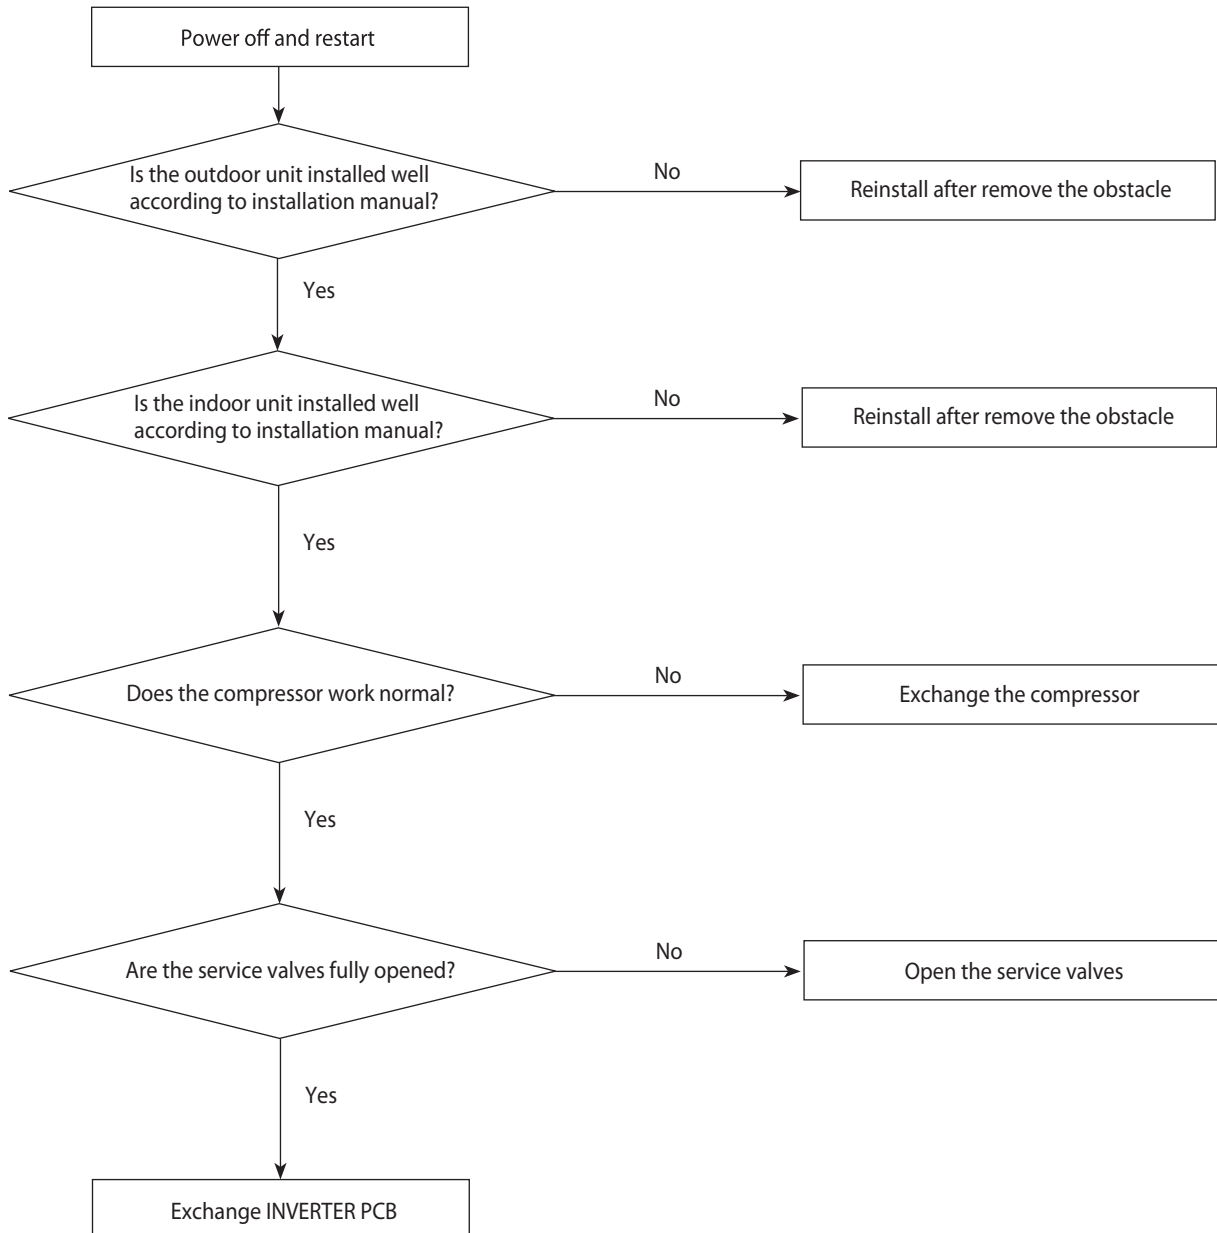 Power off and restart
Is the outdoor unit installed well
according to installation manual?
No
Reinstall after remove the obstacle
Yes
Is the indoor unit installed well
according to installation manual?
No
Reinstall after remove the obstacle
Yes
Does the compressor work normal?
No
Exchange the compressor
Yes
Are the service valves fully opened?
No
Open the service valves
Yes
Exchange INVERTER PCB